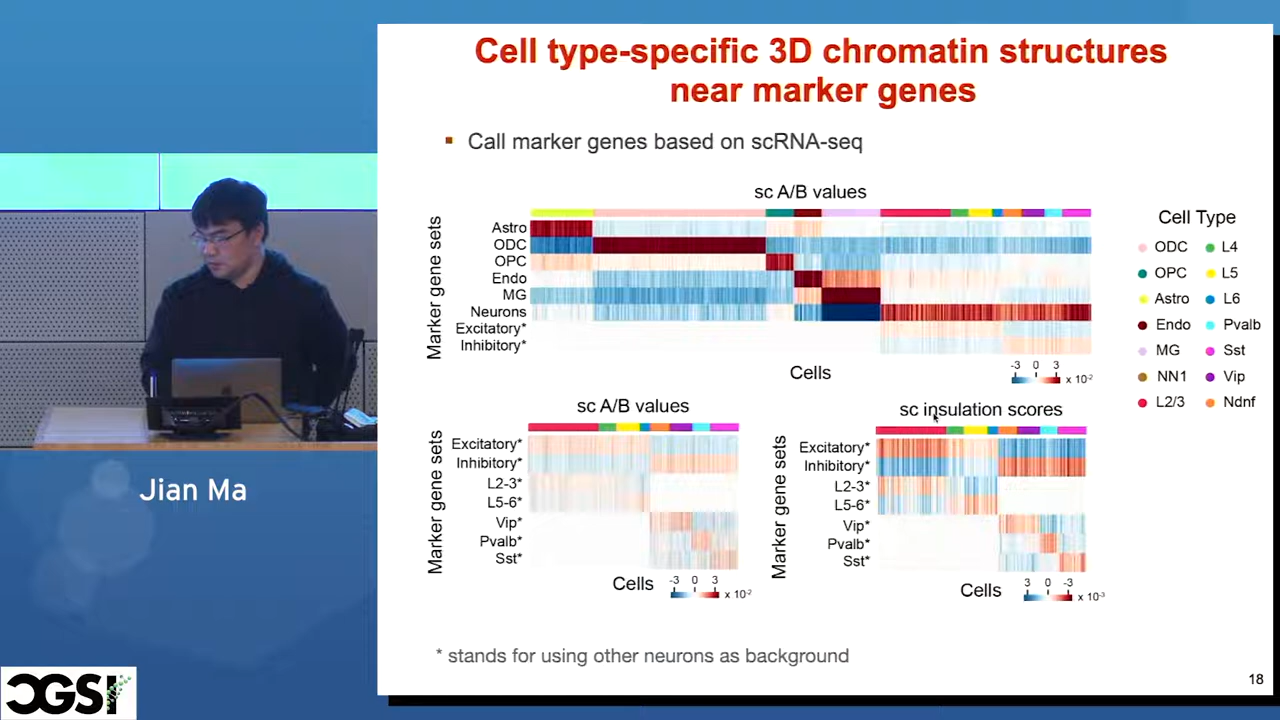 Cell type-specific 3D chromatin structures
near marker genes
Call marker genes based on scRNA-seq
sc A/B values
Marker gene sets
Astro
ODC
OPC
Endo
MG
Neurons
Excitatory*
Inhibitory*
Cells
-3 0 3
x 10-2
Cell Type
ODC L4
OPC L5
Astro L6
Endo Pvalb
MG Sst
NN1 Vip
L2/3 Ndnf
sc A/B values
Marker gene sets
Excitatory*
Inhibitory*
L2-3*
L5-6*
Vip*
Pvalb*
Sst*
Cells
-3 0 3
x 10-2
sc insulation scores
Marker gene sets
Excitatory*
Inhibitory*
L2-3*
L5-6*
Vip*
Pvalb*
Sst*
Cells
3 0 -3
x 10-3
* stands for using other neurons as background
18
Jian Ma
CGSI